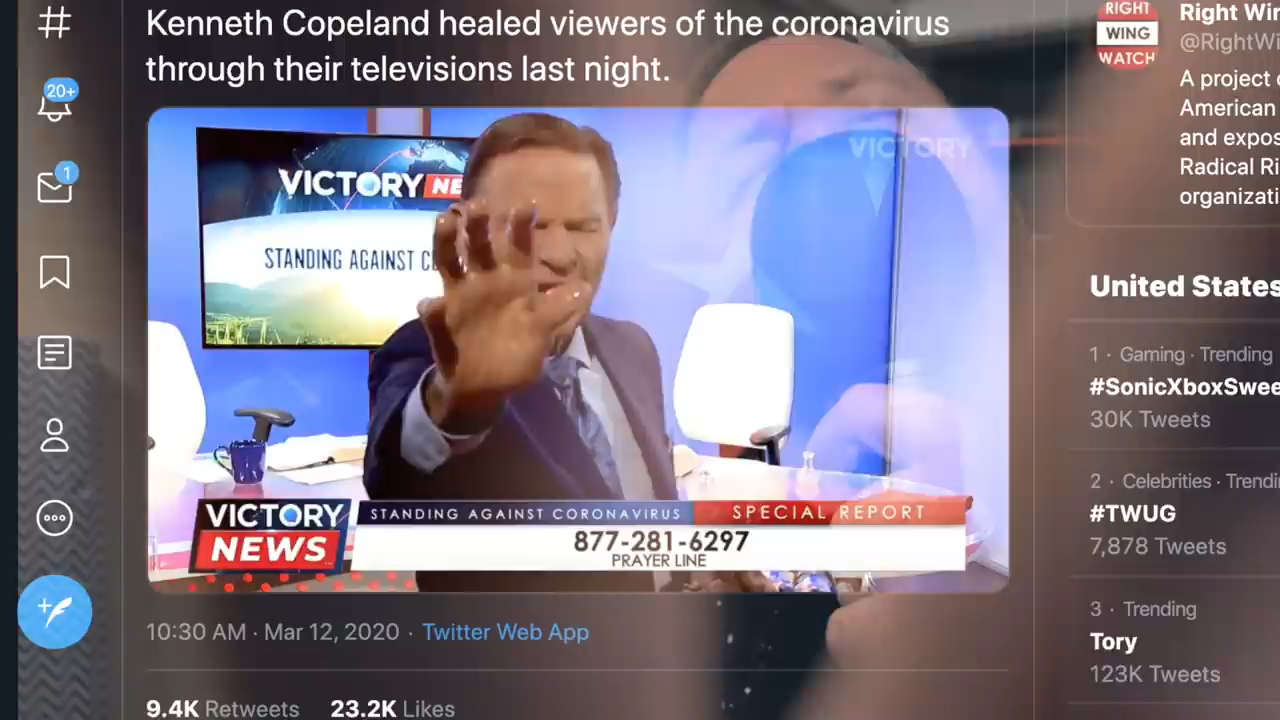 Kenneth Copeland healed viewers of the coronavirus
through their televisions last night.
VICTORY NE
STANDING AGAINST C
VICTORY
VICTORY
NEWS
STANDING AGAINST CORONAVIRUS
SPECIAL REPORT
877-281-6297
PRAYER LINE
10:30 AM · Mar 12, 2020 · Twitter Web App
9.4K Retweets 23.2K Likes
20+
1
RIGHT
WING
WATCH
Right Wi
@RightWi
A project o
American
and expos
Radical Ri
organizati
United States
1 · Gaming · Trending
#SonicXboxSwee
30K Tweets
2 · Celebrities · Trendi
#TWUG
7,878 Tweets
3 · Trending
Tory
123K Tweets